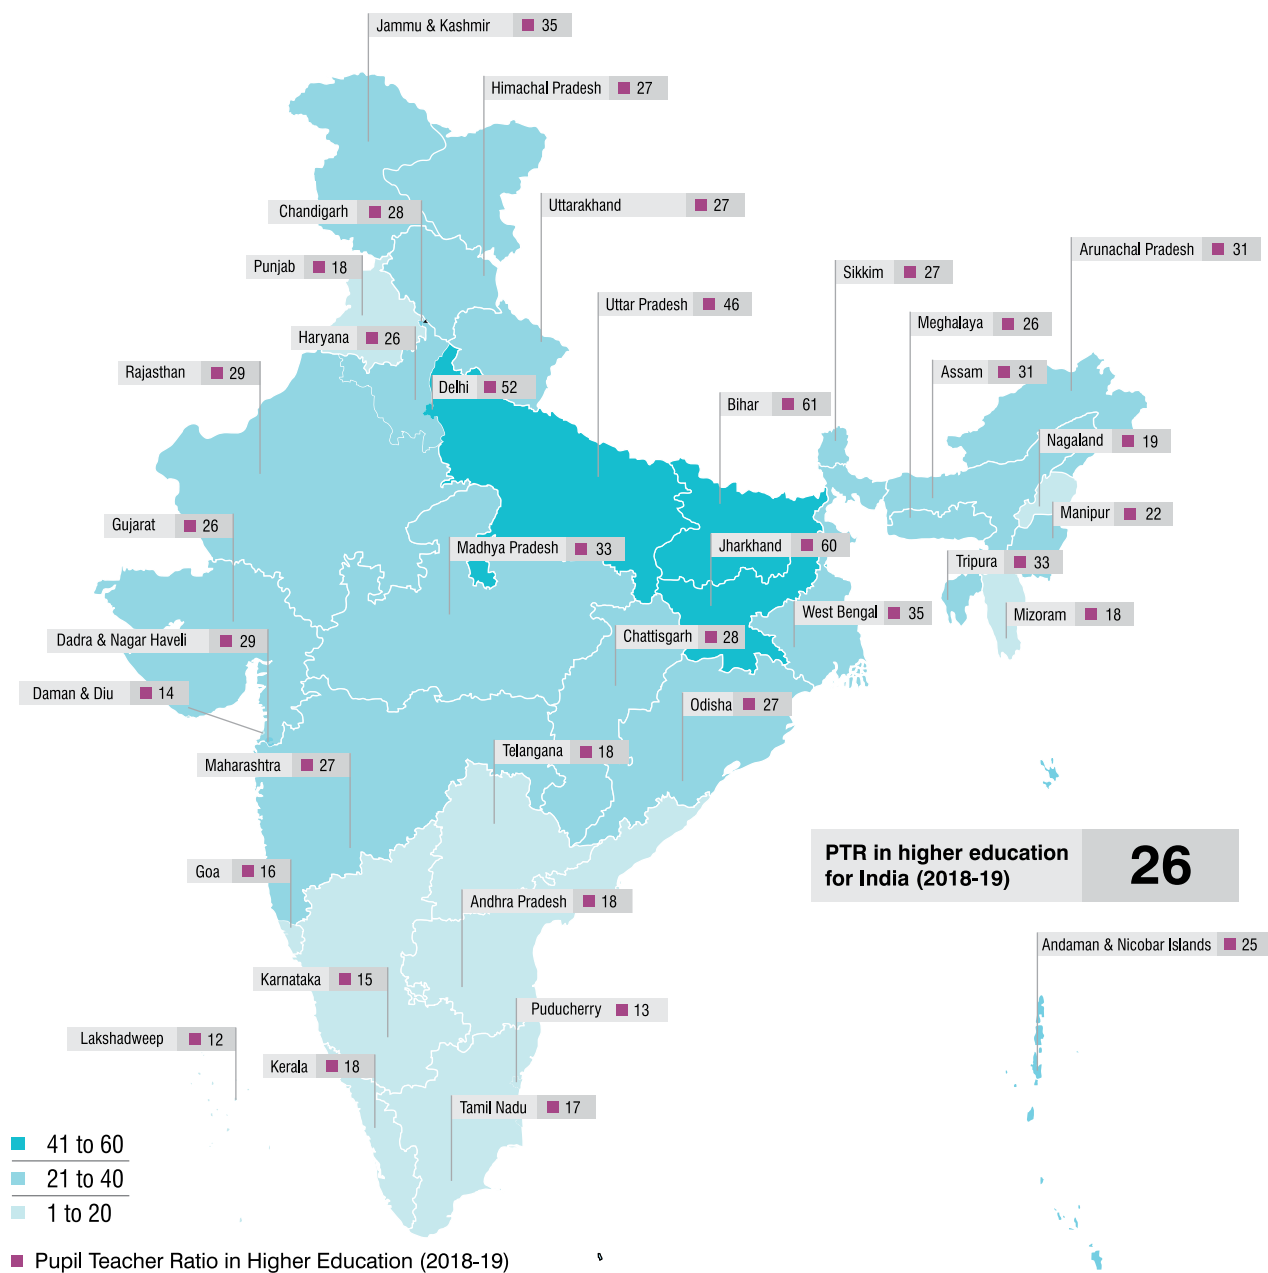 Jammu & Kashmir 35
Himachal Pradesh 27
Uttarakhand 27
Chandigarh 28
Arunachal Pradesh 31
Punjab 18
Sikkim 27
Uttar Pradesh 46
Meghalaya 26
Haryana 26
Rajasthan 29
Assam 31
Delhi 52
Bihar 61
Nagaland 19
Manipur 22
Gujarat 26
Madhya Pradesh 33
Jharkhand 60
Tripura 33
West Bengal 35
Mizoram 18
Chattisgarh 28
Dadra & Nagar Haveli 29
Daman & Diu 14
Odisha 27
Telangana 18
Maharashtra 27
PTR in higher education
for India (2018-19)
26
Goa 16
Andhra Pradesh 18
Andaman & Nicobar Islands 25
Karnataka 15
Puducherry 13
Lakshadweep 12
Kerala 18
Tamil Nadu 17
41 to 60
21 to 40
1 to 20
Pupil Teacher Ratio in Higher Education (2018-19)